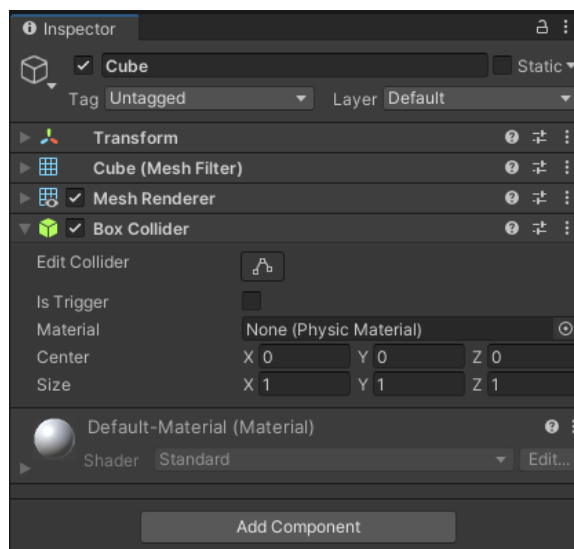 Inspector
Cube Static
Tag Untagged Layer Default
Transform
Cube (Mesh Filter)
Mesh Renderer
Box Collider
Edit Collider
Is Trigger
Material None (Physic Material)
Center X 0 Y 0 Z 0
Size X 1 Y 1 Z 1
Default-Material (Material)
Shader Standard Edit...
Add Component